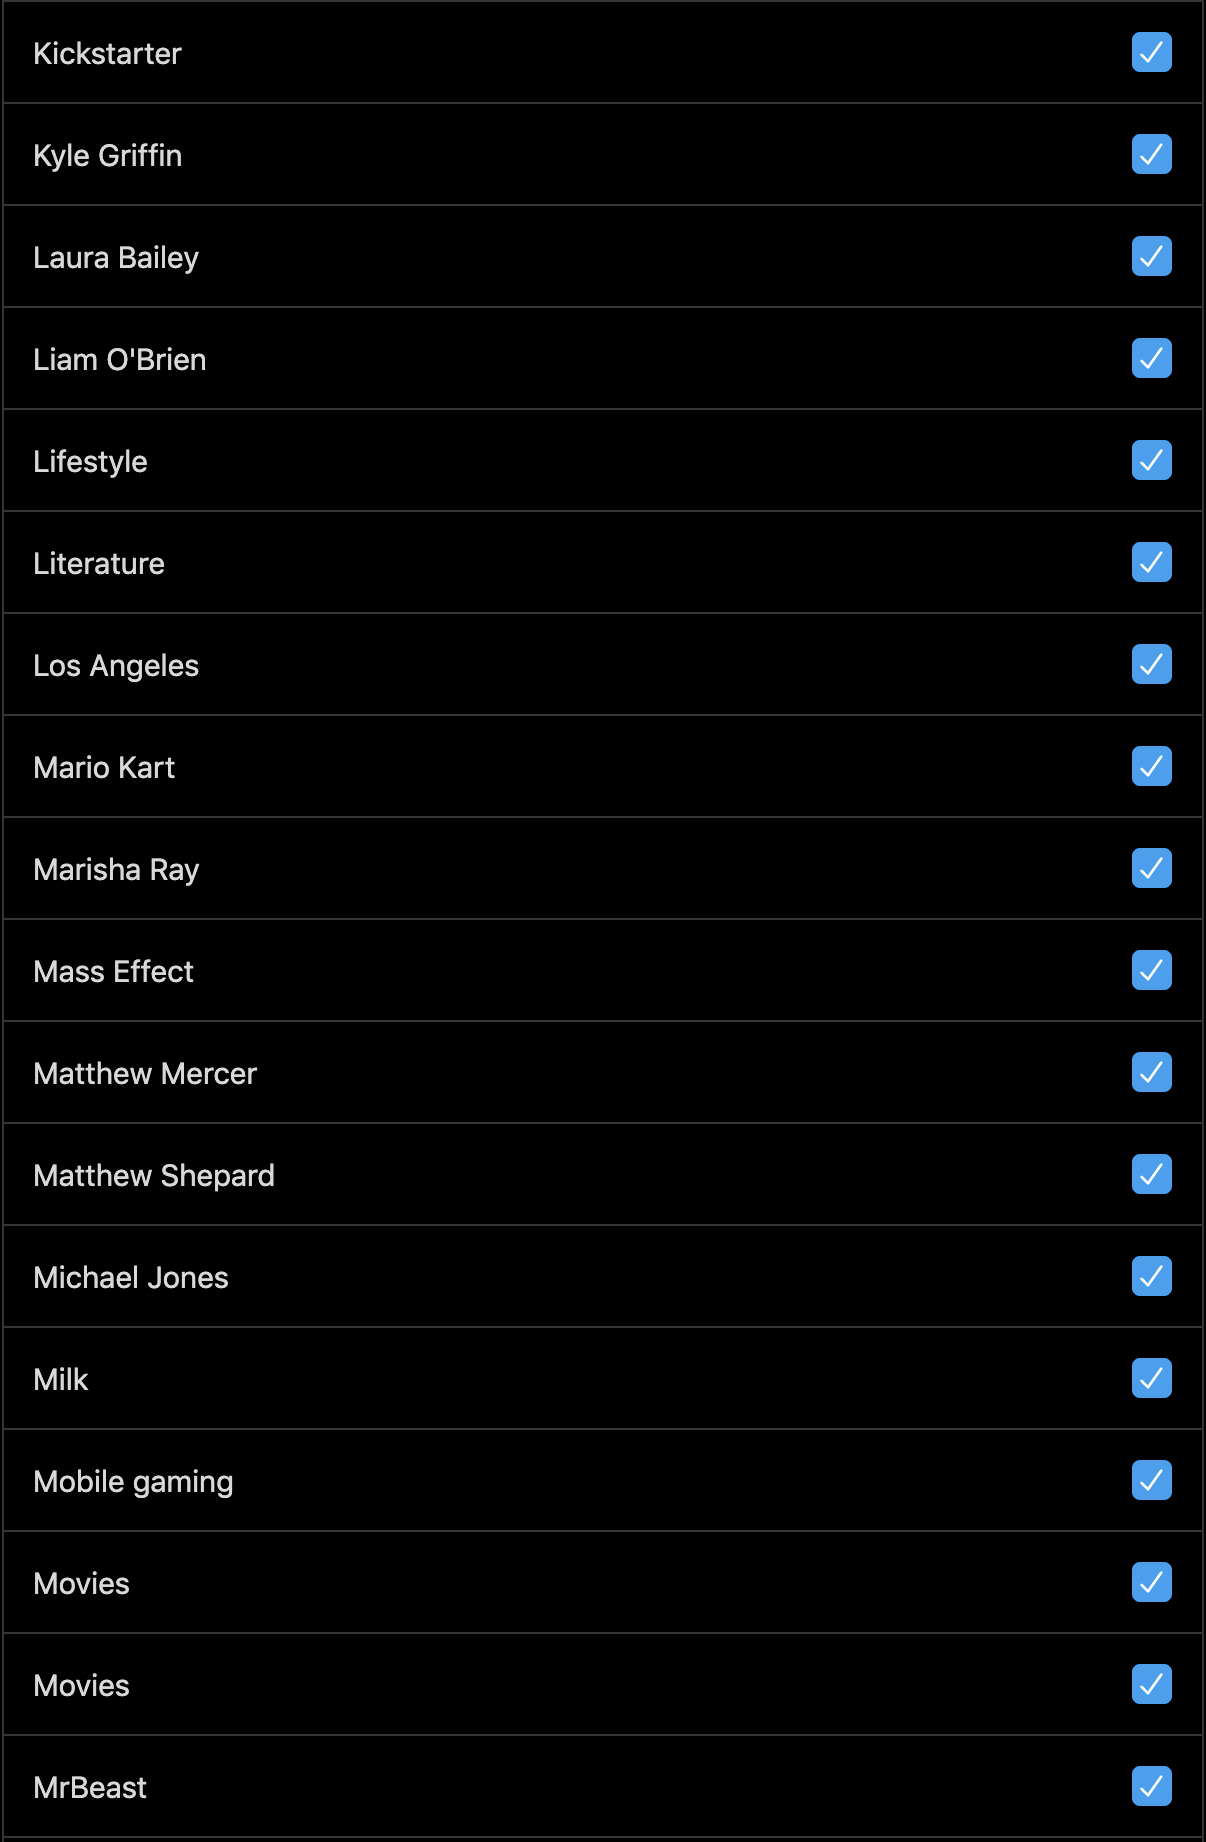 Kickstarter
Kyle Griffin
Laura Bailey
Liam O'Brien
Lifestyle
Literature
Los Angeles
Mario Kart
Marisha Ray
Mass Effect
Matthew Mercer
Matthew Shepard
Michael Jones
Milk
Mobile gaming
Movies
Movies
MrBeast